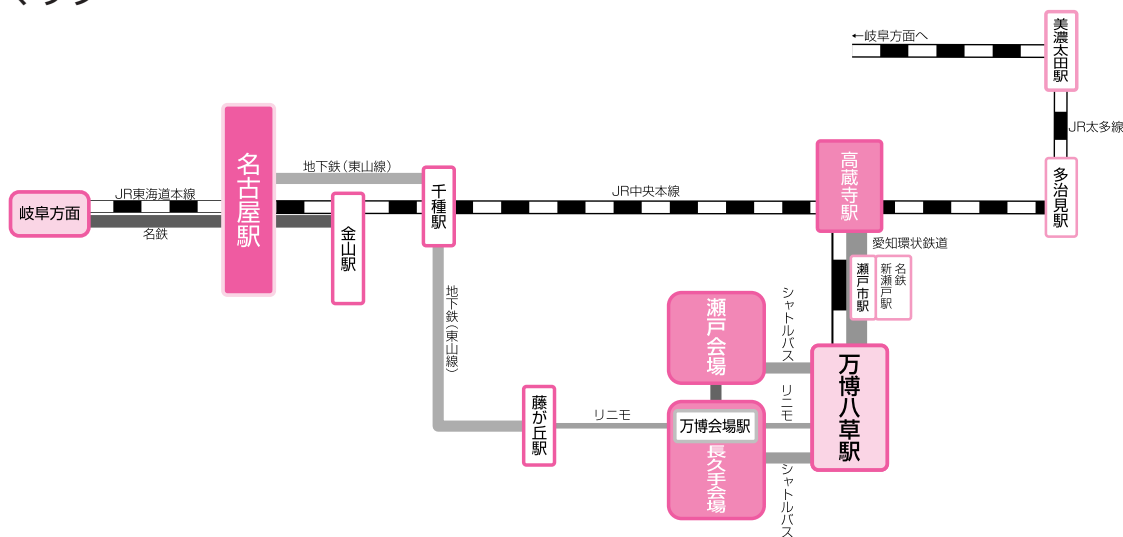 ←岐阜方面へ
美濃太田駅
JR太多線
多治見駅
名古屋駅
地下鉄(東山線)
千種駅
高蔵寺駅
岐阜方面
JR東海道本線
名鉄
金山駅
JR中央本線
愛知環状鉄道
瀬戸市駅
名鉄
新瀬戸駅
地下鉄(東山線)
瀬戸会場
シャトルバス
万博八草駅
藤が丘駅
リニモ
万博会場駅
リニモ
長久手会場
シャトルバス